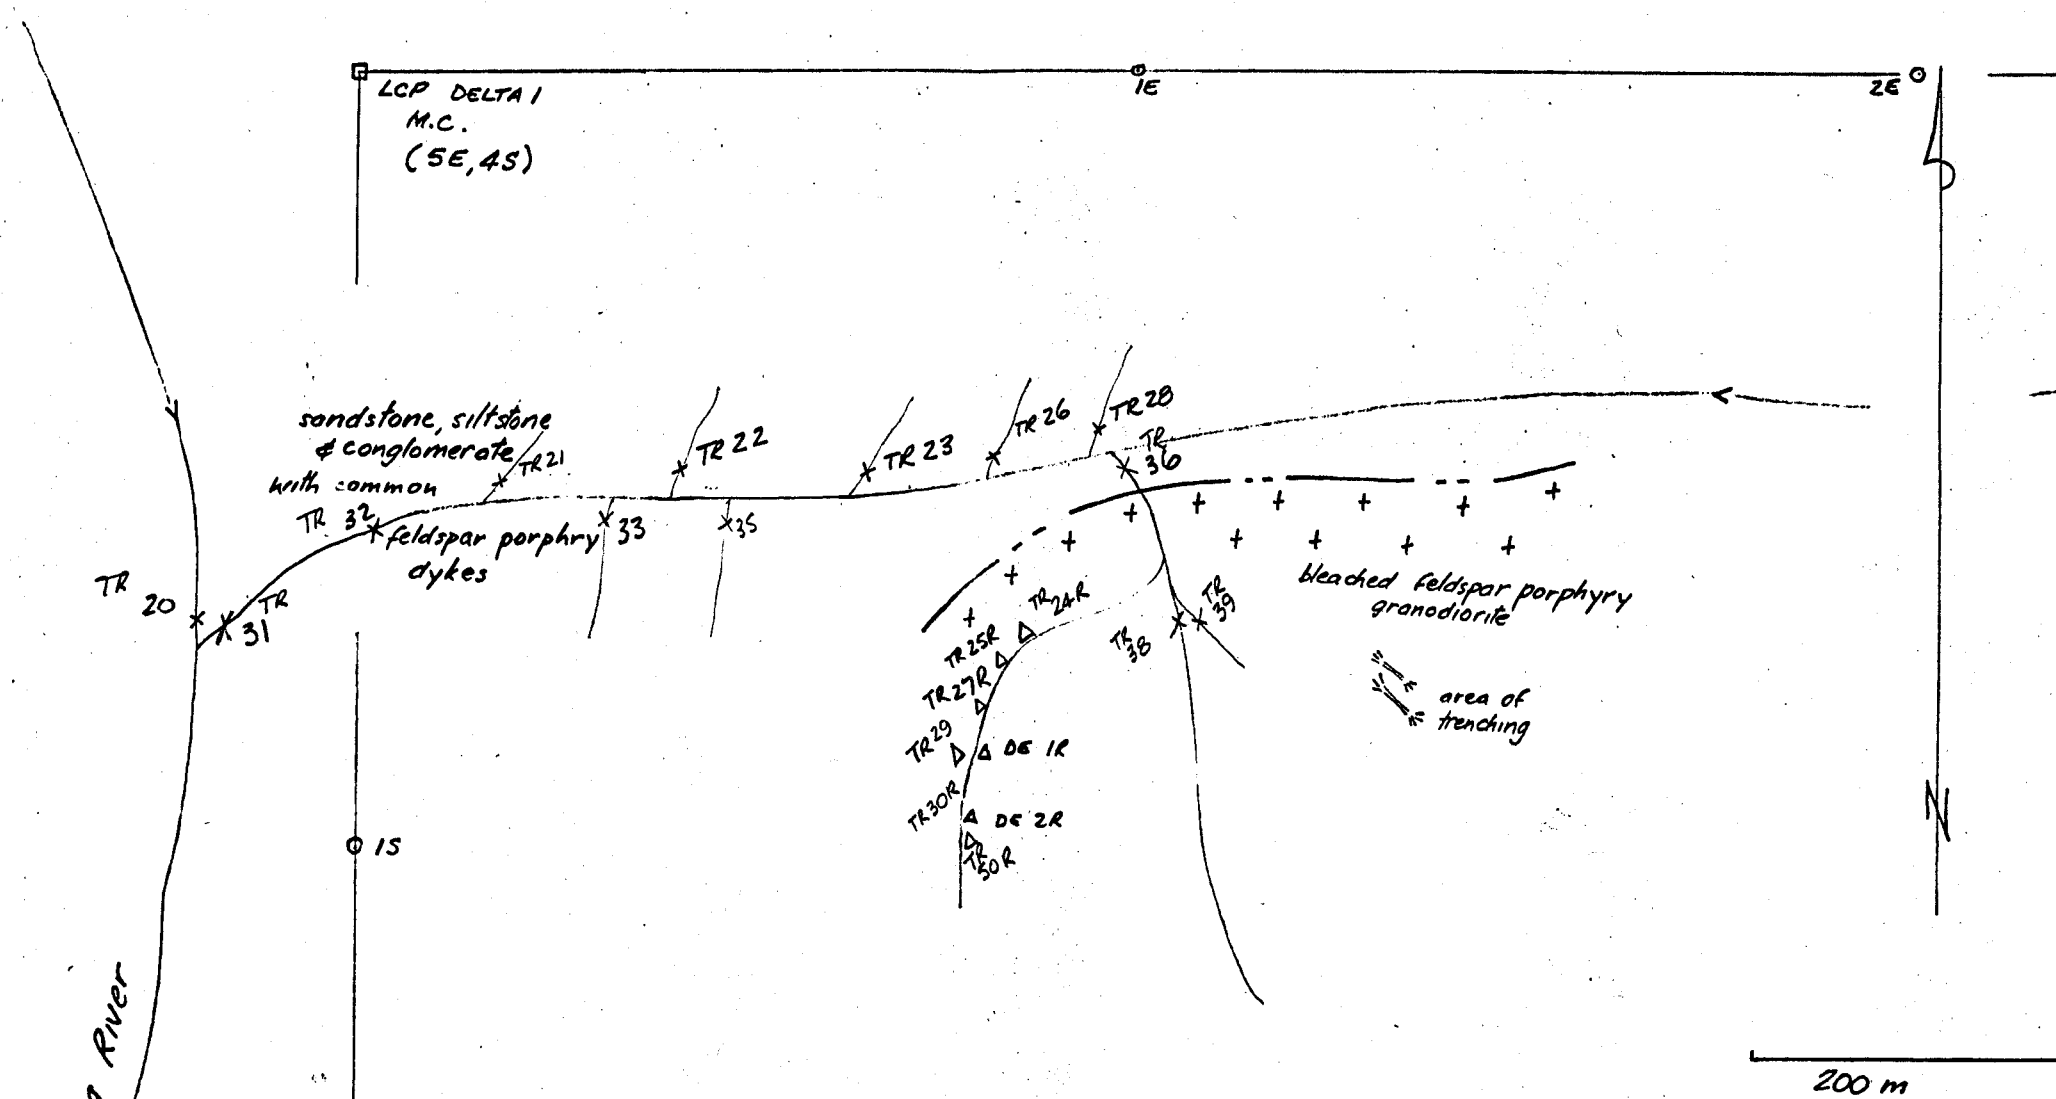 LCP DELTA 1
M.C.
(5E, 4S)
1E
2E
sandstone, siltstone
& conglomerate
with common
feldspar porphry
dykes
TR 21
TR 22
TR 23
TR 26
TR 28
TR
36
TR 32
33
35
TR
20
TR
31
bleached feldspar porphyry
granodiorite
TR 24R
TR 25R
TR 27R
TR 29
DE 1R
TR 30R
DE 2R
TR
50R
TR
38
TR
39
area of
trenching
1S
N
River
200 m